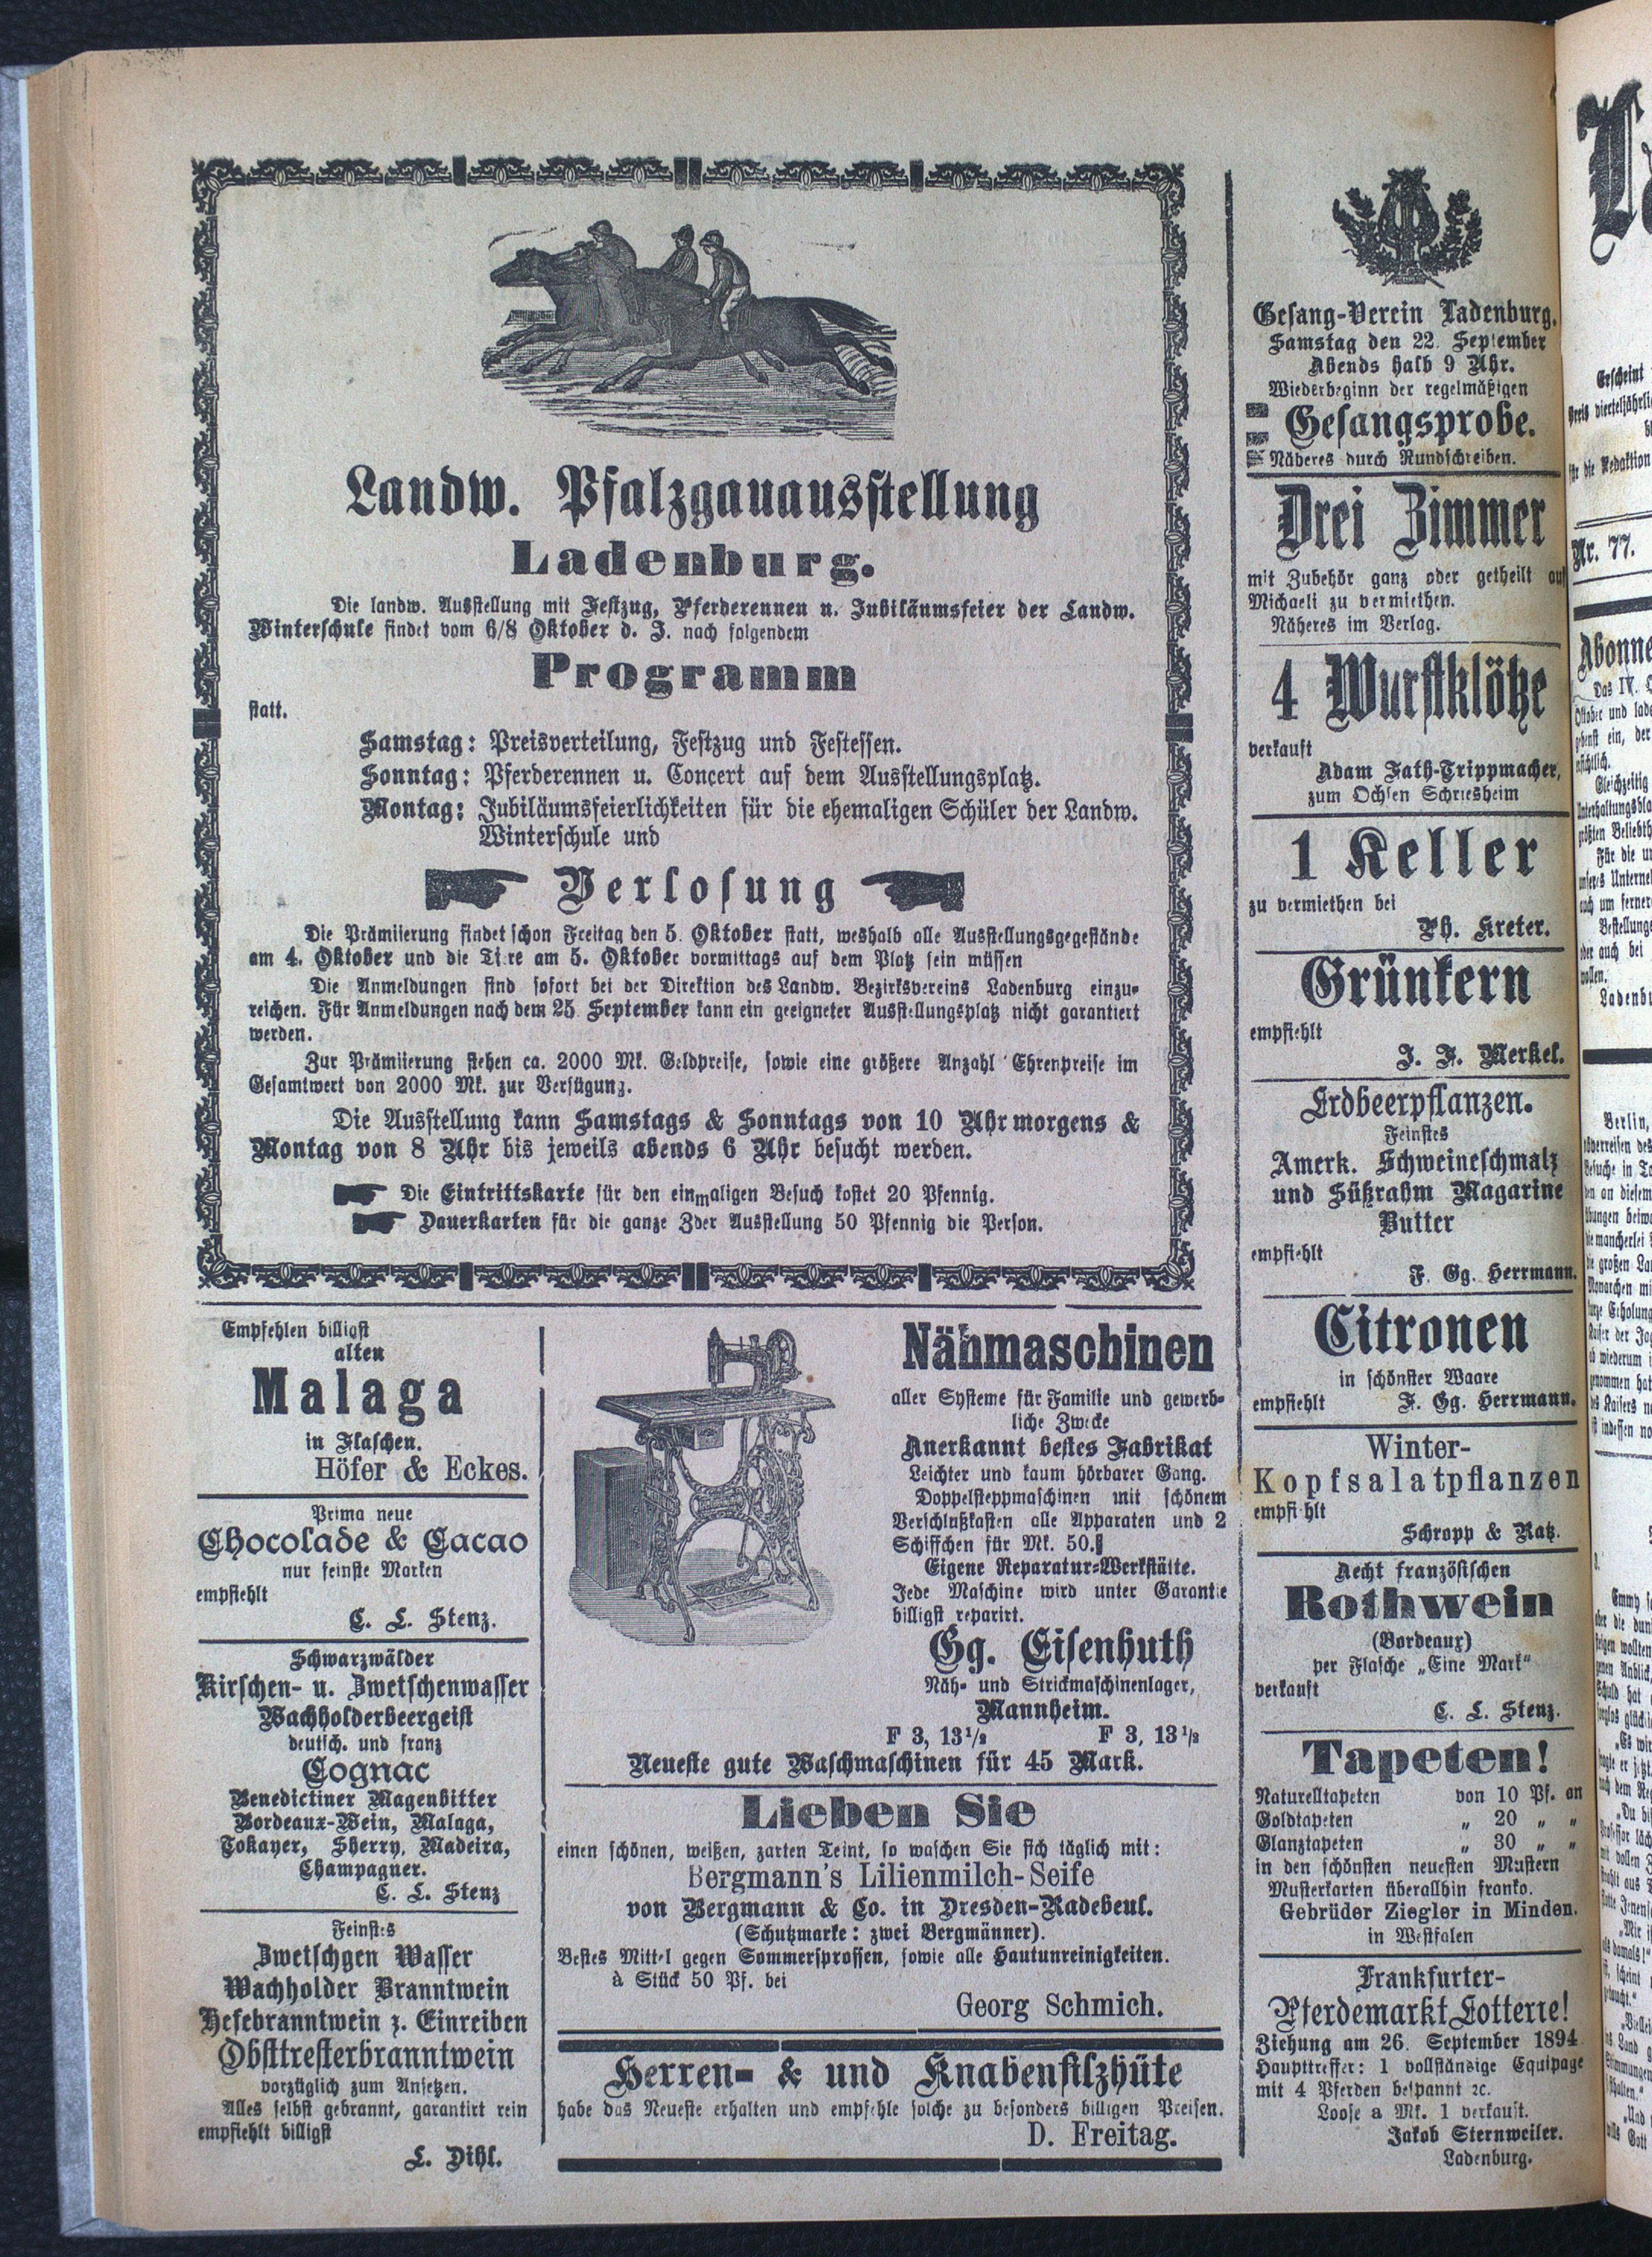 Landw. Pfalzgauausstellung
Ladenburg.
Die landw. Ausstellung mit Festzug, Pferderennen u. Jubiläumsfeier der Landw.
Winterschule findet vom 6/8 Oktober d. J. nach folgendem
Programm
statt.
Samstag: Preisverteilung, Festzug und Festessen.
Sonntag: Pferderennen u. Concert auf dem Ausstellungsplatz.
Montag: Jubiläumsfeierlichkeiten für die ehemaligen Schüler der Landw.
Winterschule und
Verlosung
Die Prämiierung findet schon Freitag den 5. Oktober statt, weshalb alle Ausstellungsgegestände
am 4. Oktober und die Tiere am 5. Oktober vormittags auf dem Platz sein müssen
Die Anmeldungen sind sofort bei der Direktion des Landw. Bezirksvereins Ladenburg einzu-
reichen. Für Anmeldungen nach dem 25. September kann ein geeigneter Ausstellungsplatz nicht garantiert
werden.
Zur Prämiierung stehen ca. 2000 Mk. Geldpreise, sowie eine größere Anzahl Ehrenpreise im
Gesamtwert von 2000 Mk. zur Verfügung.
Die Ausstellung kann Samstags & Sonntags von 10 Uhr morgens &
Montag von 8 Uhr bis jeweils abends 6 Uhr besucht werden.
Die Eintrittskarte für den einmaligen Besuch kostet 20 Pfennig.
Dauerkarten für die ganze Zder Ausstellung 50 Pfennig die Person.
Empfehlen billigst
alten
Malaga
in Flaschen.
Höfer & Eckes.
Prima neue
Chocolade & Cacao
nur feinste Marken
empfiehlt
C. L. Stenz.
Schwarzwälder
Kirschen- u. Zwetschenwasser
Wachholderbeergeist
deutsch. und franz
Cognac
Benedictiner Magenbitter
Bordeaux-Wein, Malaga,
Tokayer, Sherry, Madeira,
Champagner.
C. L. Stenz
Feinstes
Zwetschgen Wasser
Wachholder Branntwein
Hefebranntwein z. Einreiben
Obsttresterbranntwein
vorzüglich zum Ansetzen.
Alles selbst gebrannt, garantirt rein
empfiehlt billigst
L. Dihl.
Nähmaschinen
aller Systeme für Familie und gewerb-
liche Zwecke
Anerkannt bestes Fabrikat
Leichter und kaum hörbarer Gang.
Doppelsteppmaschinen mit schönem
Verschlußkasten alle Apparaten und 2
Schiffchen für Mk. 50.
Eigene Reparatur-Werkstätte.
Jede Maschine wird unter Garantie
billigst reparirt.
Gg. Eisenhuth
Näh- und Strickmaschinenlager,
Mannheim.
F 3, 13½ F 3, 13½
Neueste gute Waschmaschinen für 45 Mark.
Lieben Sie
einen schönen, weißen, zarten Teint, so waschen Sie sich täglich mit:
Bergmann's Lilienmilch-Seife
von Bergmann & Co. in Dresden-Radebeul.
(Schutzmarke: zwei Bergmänner).
Bestes Mittel gegen Sommersprossen, sowie alle Hautunreinigkeiten.
à Stück 50 Pf. bei
Georg Schmich.
Herren- & und Knabenfilzhüte
habe das Neueste erhalten und empfehle solche zu besonders billigen Preisen.
D. Freitag.
Gesang-Verein Ladenburg.
Samstag den 22. September
Abends halb 9 Uhr.
Wiederbeginn der regelmäßigen
Gesangsprobe.
Näheres durch Rundschreiben.
Drei Zimmer
mit Zubehör ganz oder getheilt auf
Michaeli zu vermiethen.
Näheres im Verlag.
4 Wurstklötze
verkauft
Adam Fath-Trippmacher,
zum Ochsen Schriesheim
1 Keller
zu vermiethen bei
Ph. Kreter.
Grünkern
empfiehlt
J. F. Merkel.
Erdbeerpflanzen.
Feinstes
Amerk. Schweineschmalz
und Süßrahm Magarine
Butter
empfiehlt
F. Gg. Herrmann.
Citronen
in schönster Waare
empfiehlt F. Gg. Herrmann.
Winter-
Kopfsalatpflanzen
empfiehlt
Schropp & Ratz.
Aecht französischen
Rothwein
(Bordeaux)
per Flasche „Eine Mark“
verkauft
C. L. Stenz.
Tapeten!
Naturelltapeten von 10 Pf. an
Goldtapeten „ 20 „ „
Glanztapeten „ 30 „ „
in den schönsten neuesten Mustern
Musterkarten überallhin franko.
Gebrüder Ziegler in Minden.
in Westfalen
Frankfurter-
Pferdemarkt Lotterie!
Ziehung am 26. September 1894
Haupttreffer: 1 vollständige Equipage
mit 4 Pferden bespannt ꝛc.
Loose a Mk. 1 verkauft.
Jakob Sternweiler.
Ladenburg.
Nr. 77.